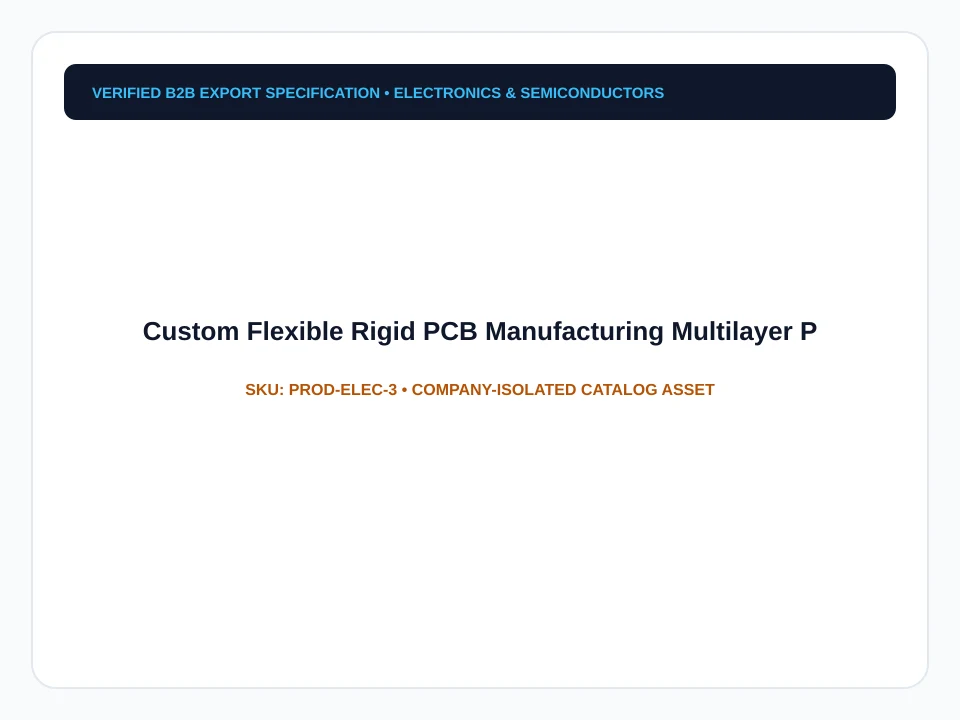 VERIFIED B2B EXPORT SPECIFICATION • ELECTRONICS & SEMICONDUCTORS
Custom Flexible Rigid PCB Manufacturing Multilayer P
SKU: PROD-ELEC-3 • COMPANY-ISOLATED CATALOG ASSET